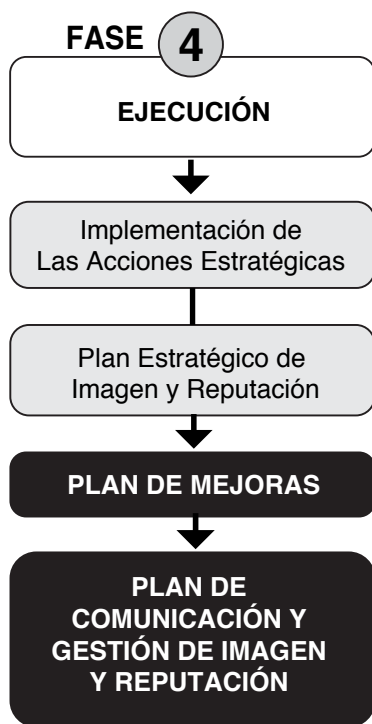 FASE 4
EJECUCIÓN
Implementación de
Las Acciones Estratégicas
Plan Estratégico de
Imagen y Reputación
PLAN DE MEJORAS
PLAN DE
COMUNICACIÓN Y
GESTIÓN DE IMAGEN
Y REPUTACIÓN